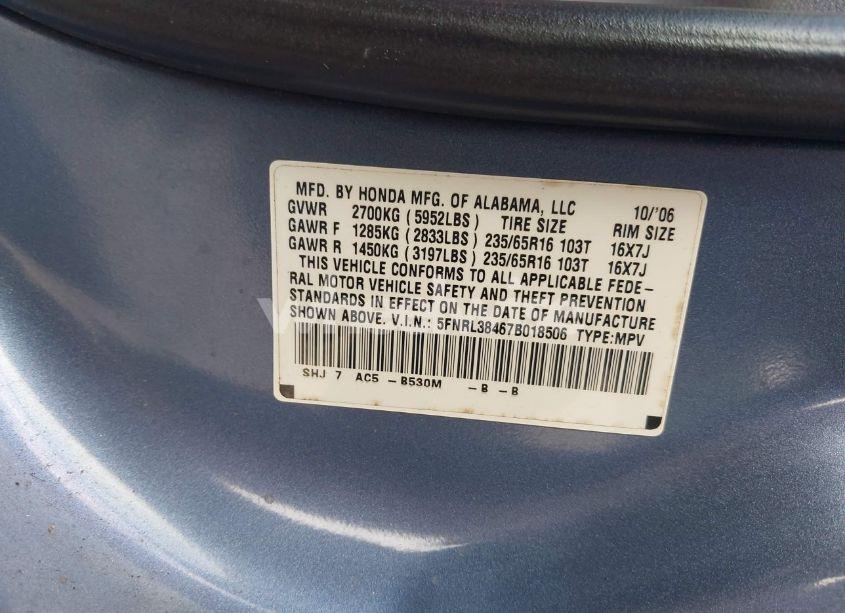 MFD. BY HONDA MFG. OF ALABAMA, LLC 10/'06
GVWR 2700KG (5952LBS) TIRE SIZE RIM SIZE
GAWR F 1285KG (2833LBS) 235/65R16 103T 16X7J
GAWR R 1450KG (3197LBS) 235/65R16 103T 16X7J
THIS VEHICLE CONFORMS TO ALL APPLICABLE FEDE-
RAL MOTOR VEHICLE SAFETY AND THEFT PREVENTION
STANDARDS IN EFFECT ON THE DATE OF MANUFACTURE
SHOWN ABOVE. V.I.N.: 5FNRL38467B018506 TYPE:MPV
SHJ 7 AC5 -B530M -B -B